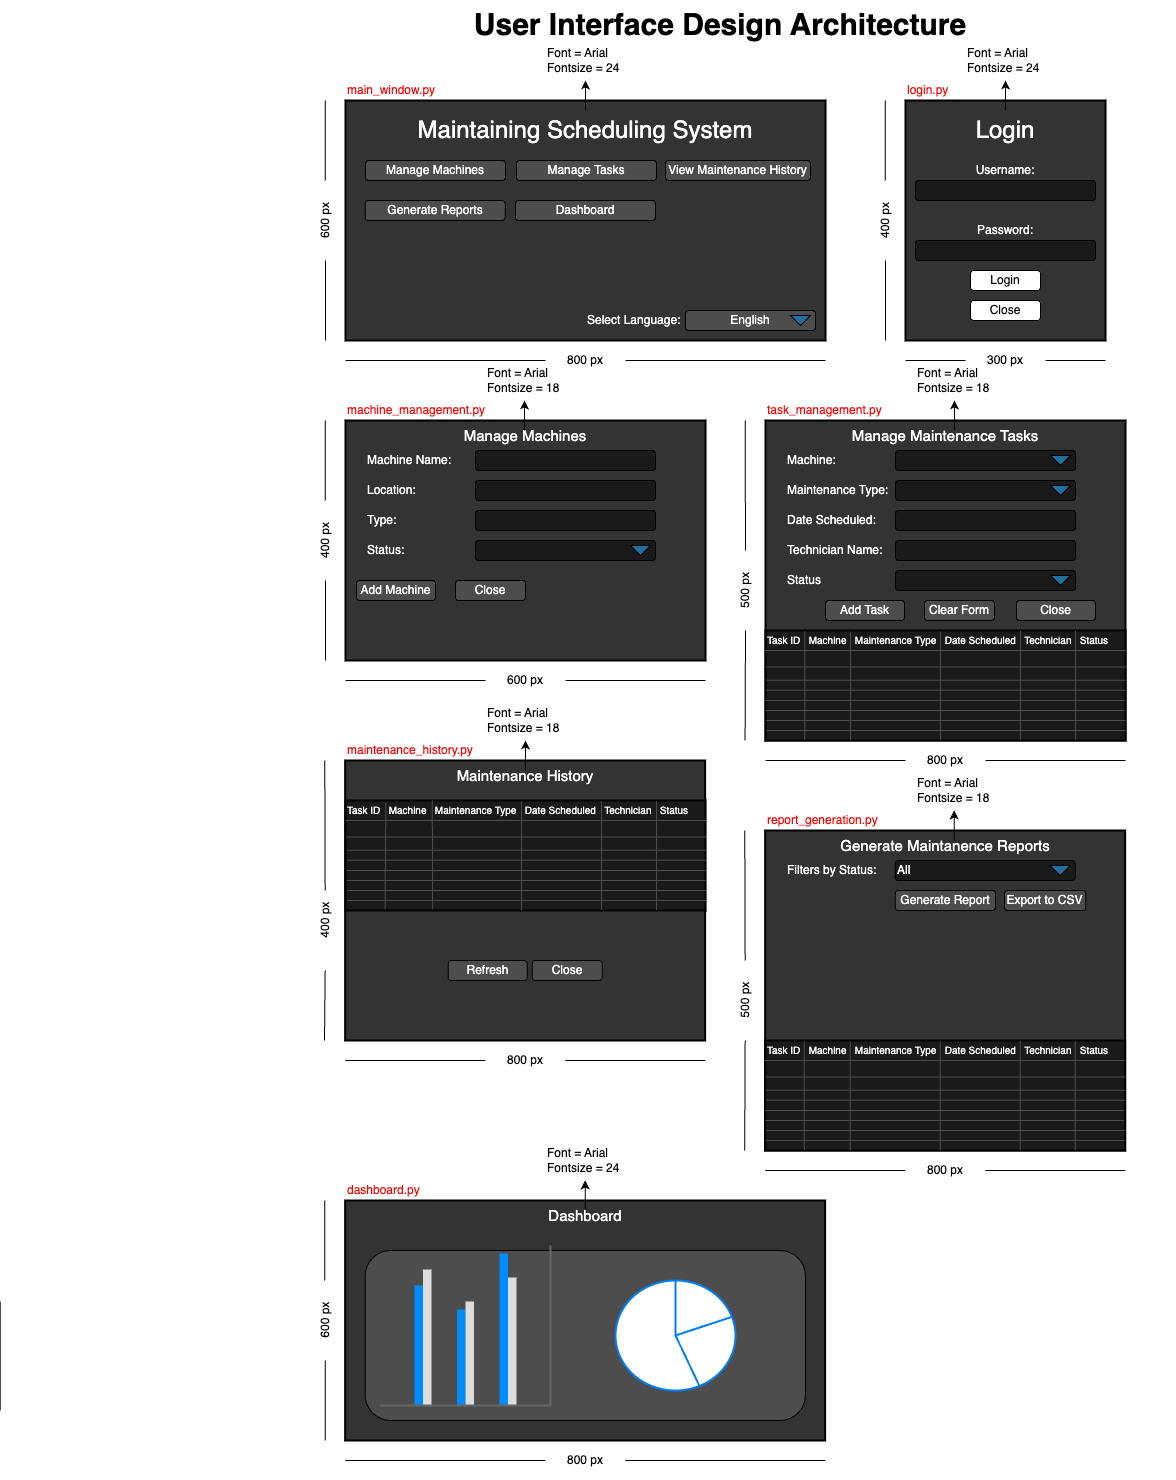 User Interface Design Architecture
Font = Arial
Fontsize = 24
main_window.py
Maintaining Scheduling System
Manage Machines
Manage Tasks
View Maintenance History
Generate Reports
Dashboard
Select Language:
English
600 px
800 px
Font = Arial
Fontsize = 24
login.py
Login
Username:
Password:
Login
Close
400 px
300 px
Font = Arial
Fontsize = 18
machine_management.py
Manage Machines
Machine Name:
Location:
Type:
Status:
Add Machine
Close
400 px
600 px
Font = Arial
Fontsize = 18
task_management.py
Manage Maintenance Tasks
Machine:
Maintenance Type:
Date Scheduled:
Technician Name:
Status
Add Task
Clear Form
Close
Task ID Machine Maintenance Type Date Scheduled Technician Status
500 px
800 px
Font = Arial
Fontsize = 18
maintenance_history.py
Maintenance History
Task ID Machine Maintenance Type Date Scheduled Technician Status
Refresh
Close
400 px
800 px
Font = Arial
Fontsize = 18
report_generation.py
Generate Maintanence Reports
Filters by Status:
All
Generate Report
Export to CSV
Task ID Machine Maintenance Type Date Scheduled Technician Status
500 px
800 px
Font = Arial
Fontsize = 24
dashboard.py
Dashboard
600 px
800 px